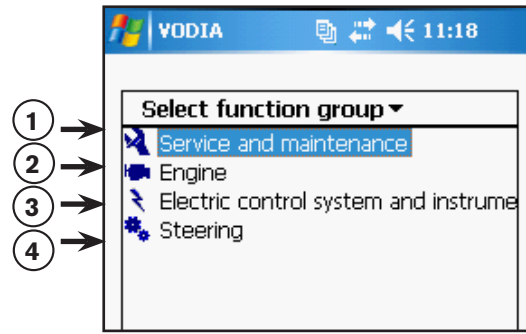 VODIA 11:18
Select function group
1 Service and maintenance
2 Engine
3 Electric control system and instrume
4 Steering